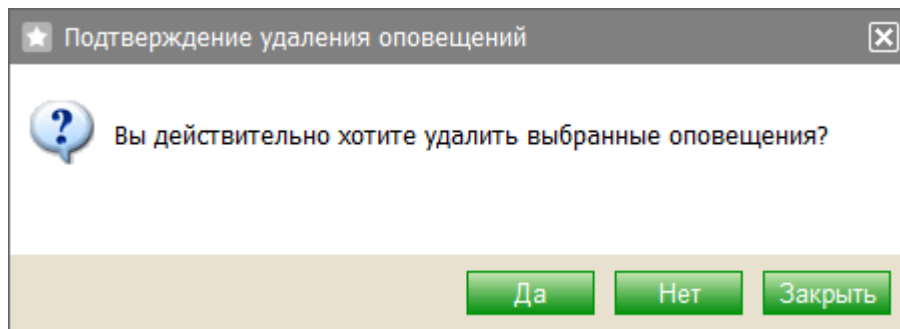 Подтверждение удаления оповещений
Вы действительно хотите удалить выбранные оповещения?
Да Нет Закрыть